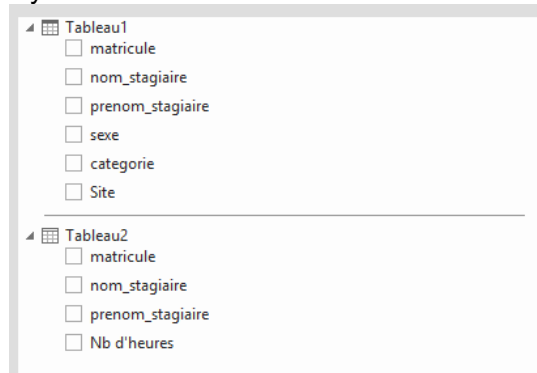 Tableau1
matricule
nom_stagiaire
prenom_stagiaire
sexe
categorie
Site
Tableau2
matricule
nom_stagiaire
prenom_stagiaire
Nb d'heures